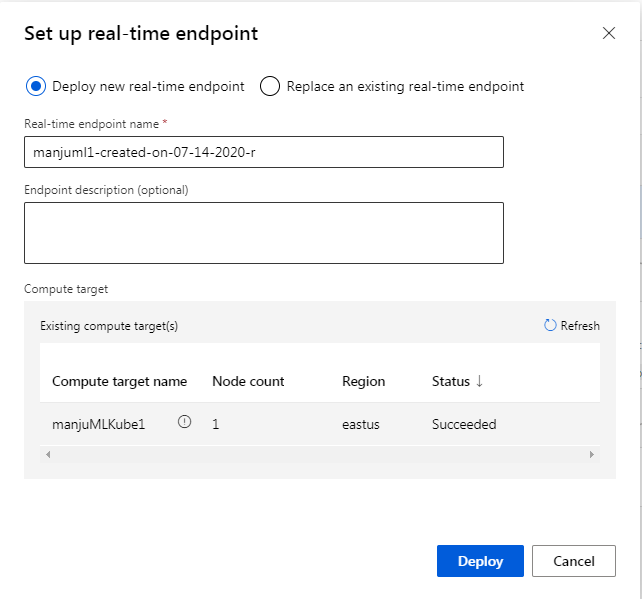 Set up real-time endpoint
Deploy new real-time endpoint Replace an existing real-time endpoint
Real-time endpoint name *
manjuml1-created-on-07-14-2020-r
Endpoint description (optional)
Compute target
Existing compute target(s) Refresh
Compute target name Node count Region Status ↓
manjuMLKube1 1 eastus Succeeded
Deploy Cancel